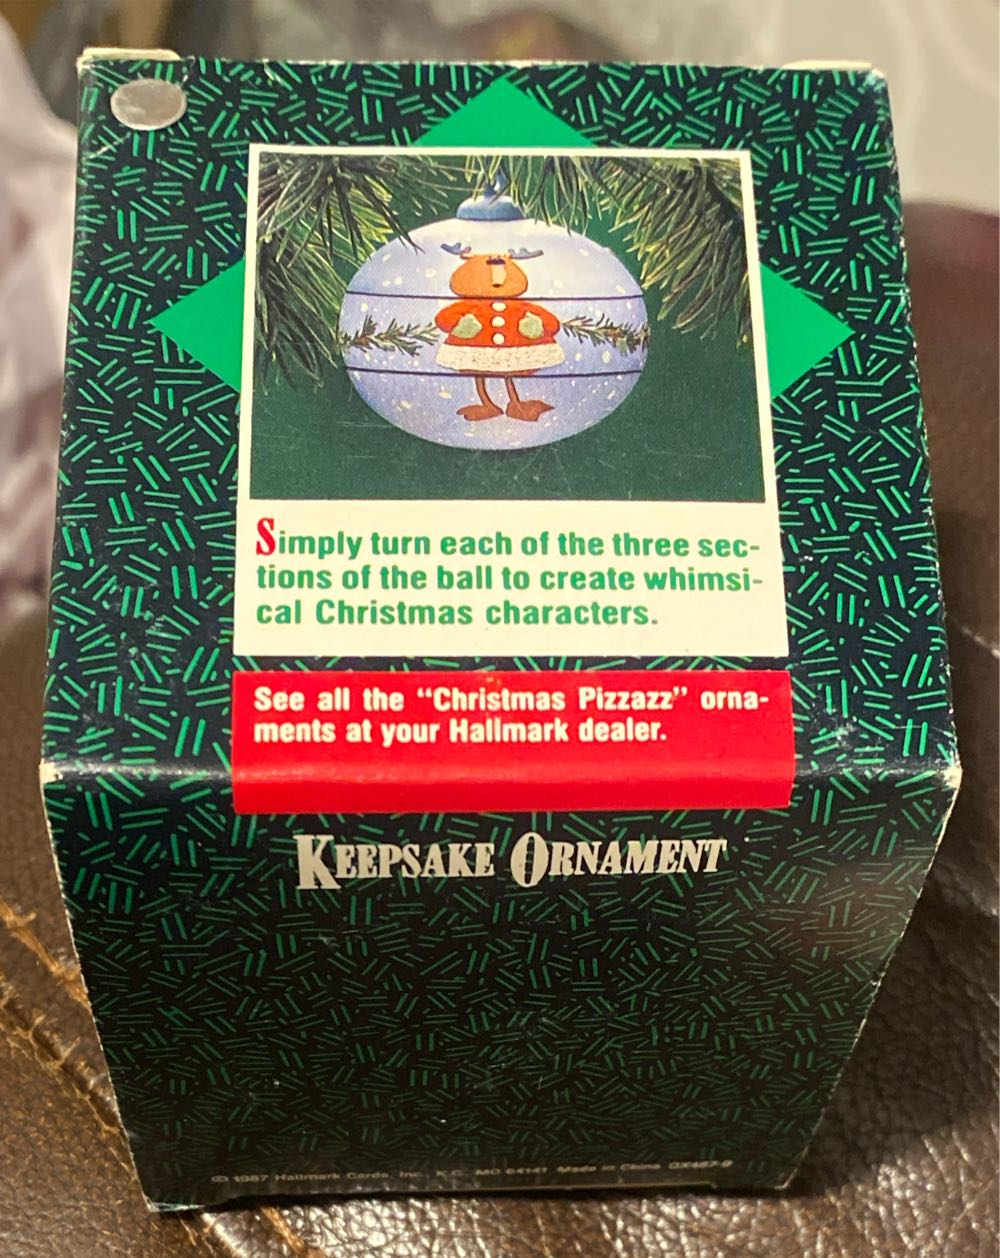 Simply turn each of the three sec-
tions of the ball to create whimsi-
cal Christmas characters.
See all the “Christmas Pizzazz” orna-
ments at your Hallmark dealer.
KEEPSAKE ORNAMENT
© 1987 Hallmark Cards, Inc., K.C., MO 64141 Made in China QX467-9